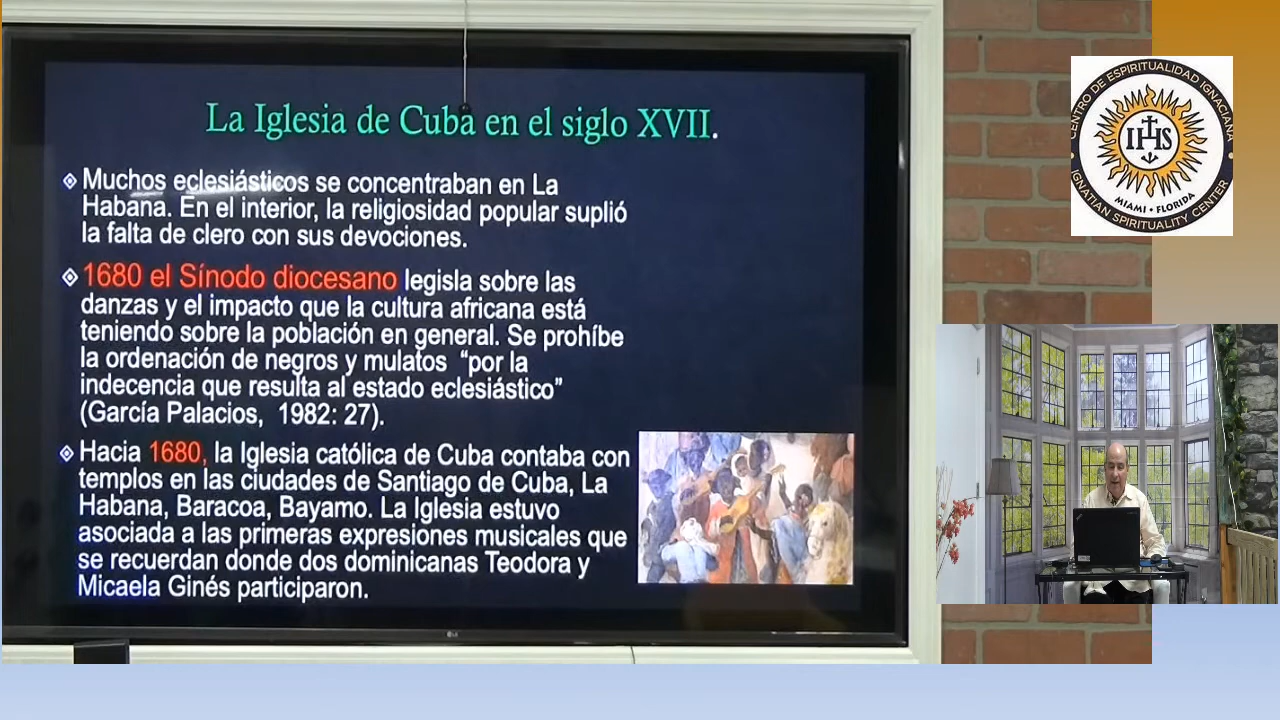 La Iglesia de Cuba en el siglo XVII.
Muchos eclesiásticos se concentraban en La
Habana. En el interior, la religiosidad popular suplió
la falta de clero con sus devociones.
1680 el Sínodo diocesano legisla sobre las
danzas y el impacto que la cultura africana está
teniendo sobre la población en general. Se prohíbe
la ordenación de negros y mulatos “por la
indecencia que resulta al estado eclesiástico”
(García Palacios, 1982: 27).
Hacia 1680, la Iglesia católica de Cuba contaba con
templos en las ciudades de Santiago de Cuba, La
Habana, Baracoa, Bayamo. La Iglesia estuvo
asociada a las primeras expresiones musicales que
se recuerdan donde dos dominicanas Teodora y
Micaela Ginés participaron.
LG
CENTRO DE ESPIRITUALIDAD IGNACIANA
IHS
MIAMI • FLORIDA
IGNATIAN SPIRITUALITY CENTER